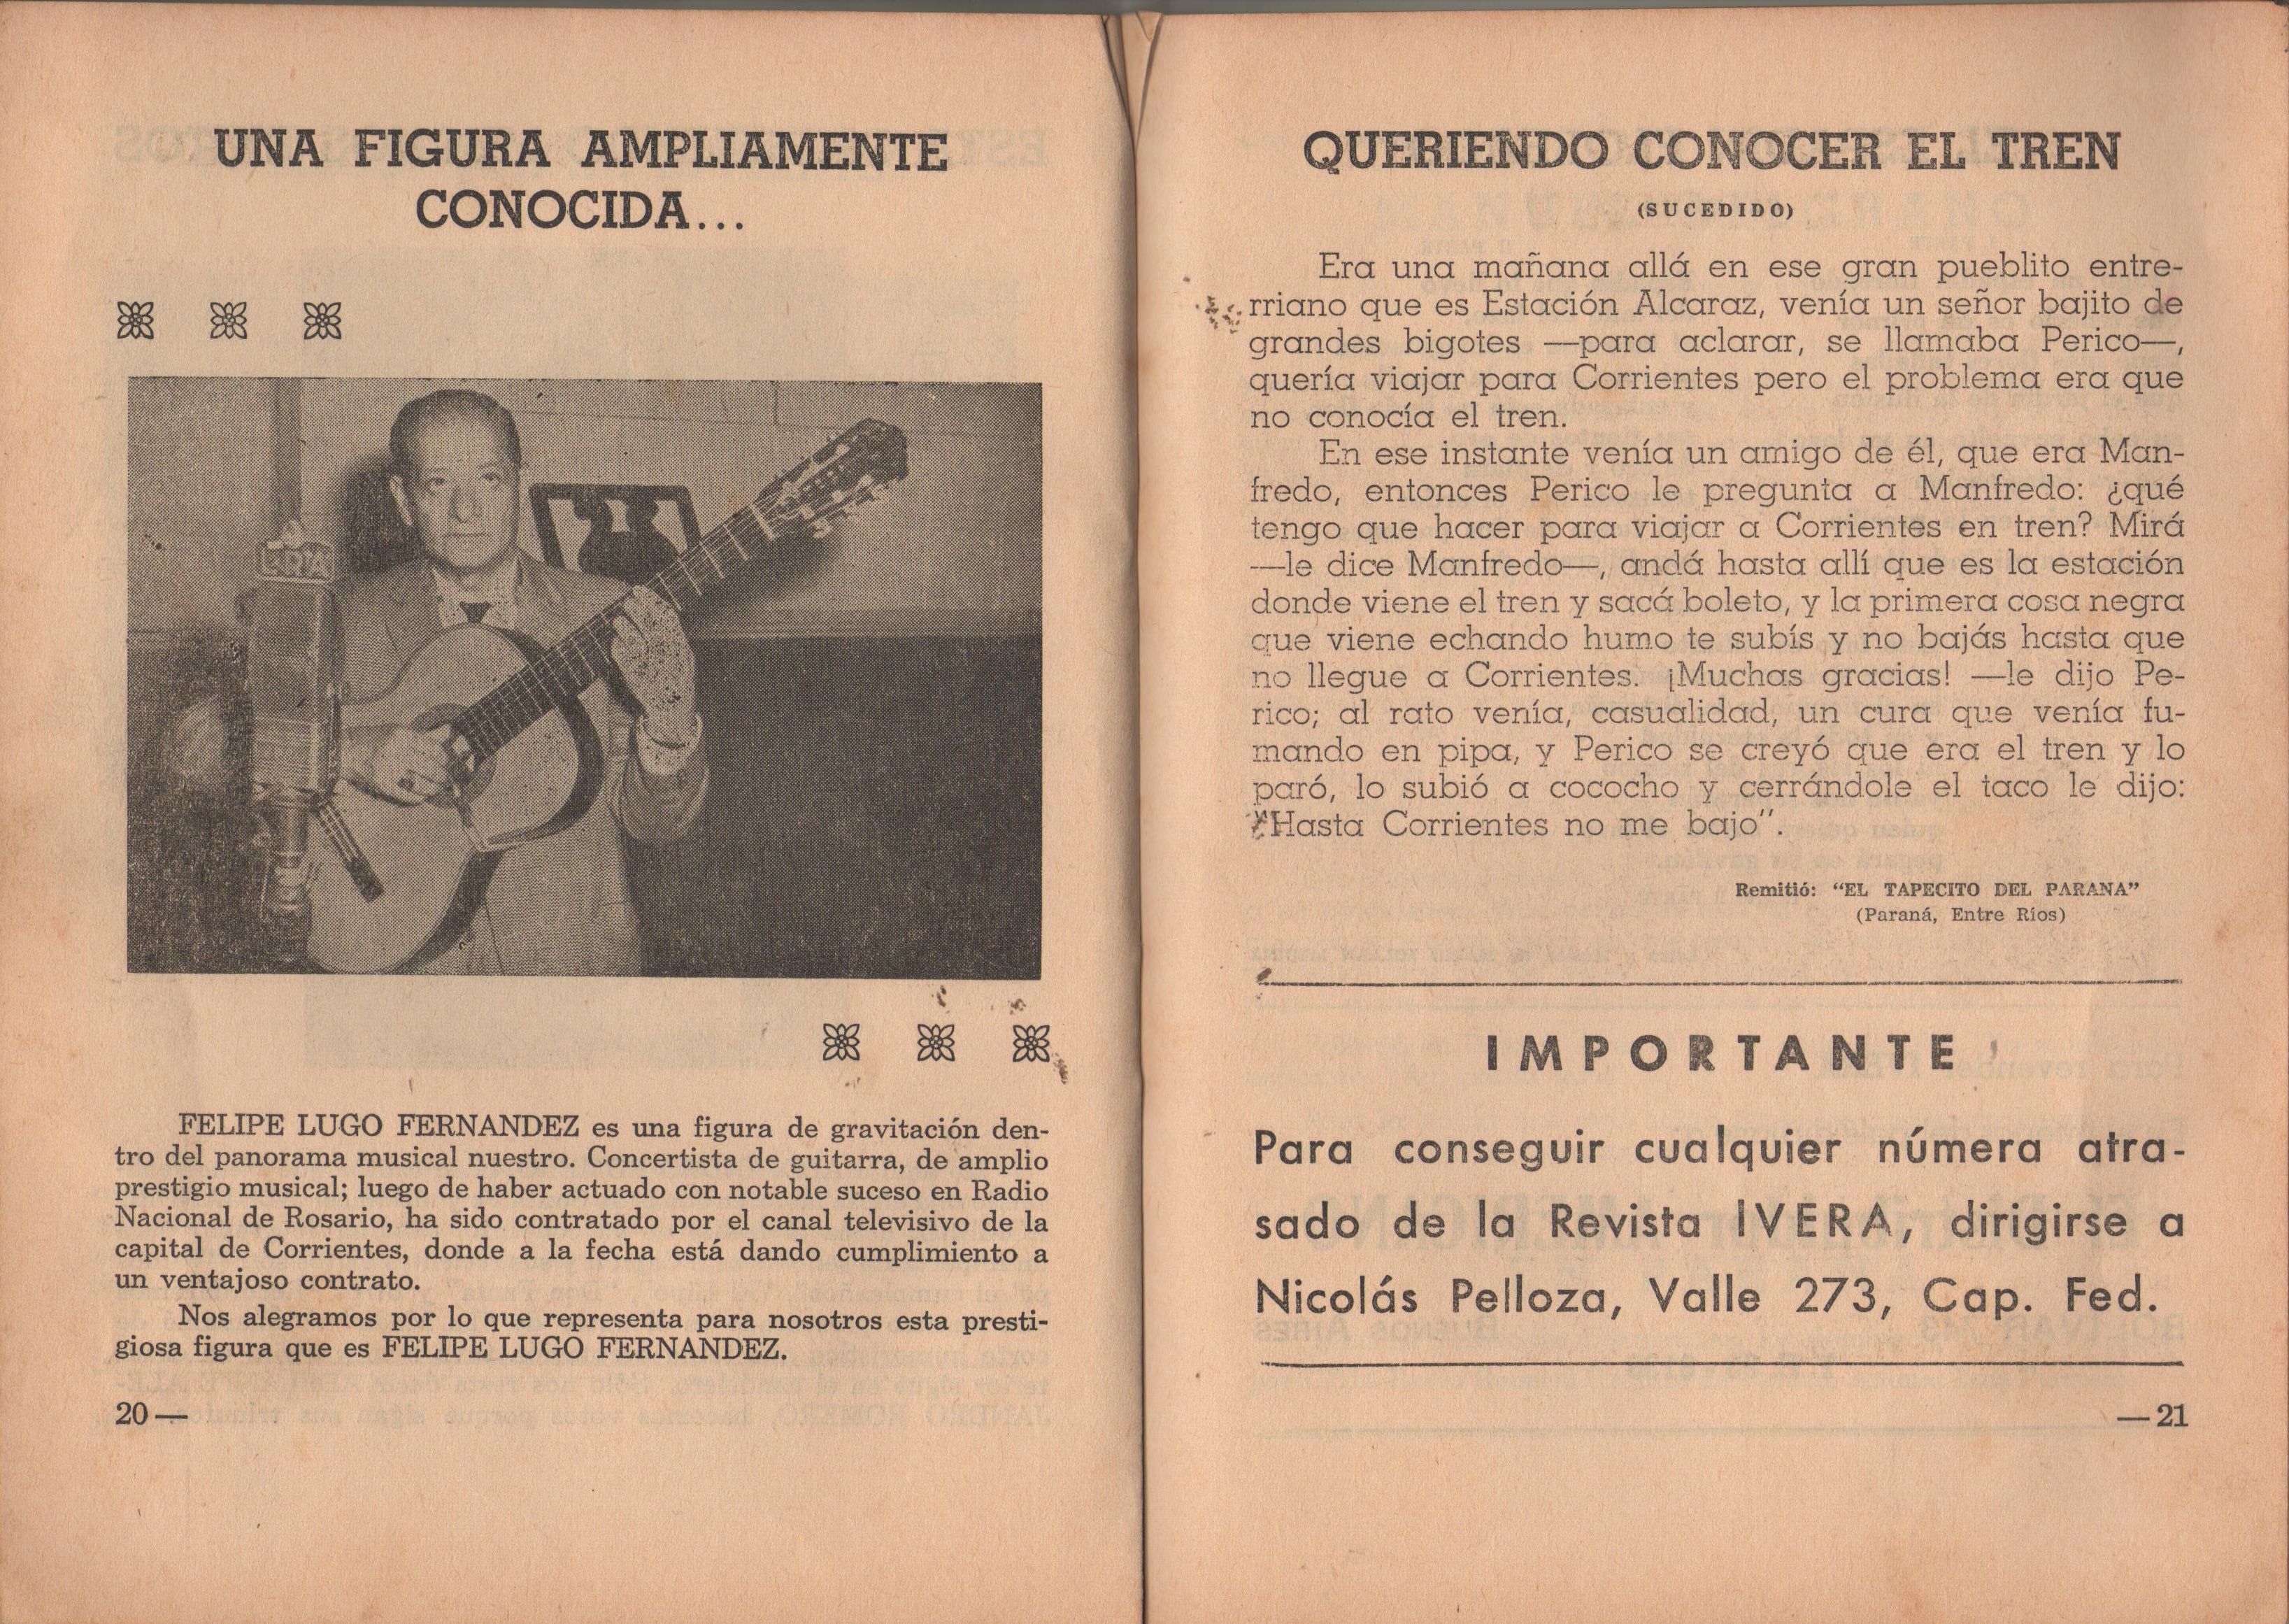 UNA FIGURA AMPLIAMENTE
CONOCIDA...
FELIPE LUGO FERNANDEZ es una figura de gravitación den-
tro del panorama musical nuestro. Concertista de guitarra, de amplio
prestigio musical; luego de haber actuado con notable suceso en Radio
Nacional de Rosario, ha sido contratado por el canal televisivo de la
capital de Corrientes, donde a la fecha está dando cumplimiento a
un ventajoso contrato.
Nos alegramos por lo que representa para nosotros esta presti-
giosa figura que es FELIPE LUGO FERNANDEZ.
20 —
QUERIENDO CONOCER EL TREN
(SUCEDIDO)
Era una mañana allá en ese gran pueblito entre-
rriano que es Estación Alcaraz, venía un señor bajito de
grandes bigotes —para aclarar, se llamaba Perico—,
quería viajar para Corrientes pero el problema era que
no conocía el tren.
En ese instante venía un amigo de él, que era Man-
fredo, entonces Perico le pregunta a Manfredo: ¿qué
tengo que hacer para viajar a Corrientes en tren? Mirá
—le dice Manfredo—, andá hasta allí que es la estación
donde viene el tren y sacá boleto, y la primera cosa negra
que viene echando humo te subís y no bajás hasta que
no llegue a Corrientes. ¡Muchas gracias! —le dijo Pe-
rico; al rato venía, casualidad, un cura que venía fu-
mando en pipa, y Perico se creyó que era el tren y lo
paró, lo subió a cococho y cerrándole el taco le dijo:
"Hasta Corrientes no me bajo".
Remitió: "EL TAPECITO DEL PARANA"
(Paraná, Entre Ríos)
IMPORTANTE
Para conseguir cualquier númera atra-
sado de la Revista IVERA, dirigirse a
Nicolás Pelloza, Valle 273, Cap. Fed.
— 21